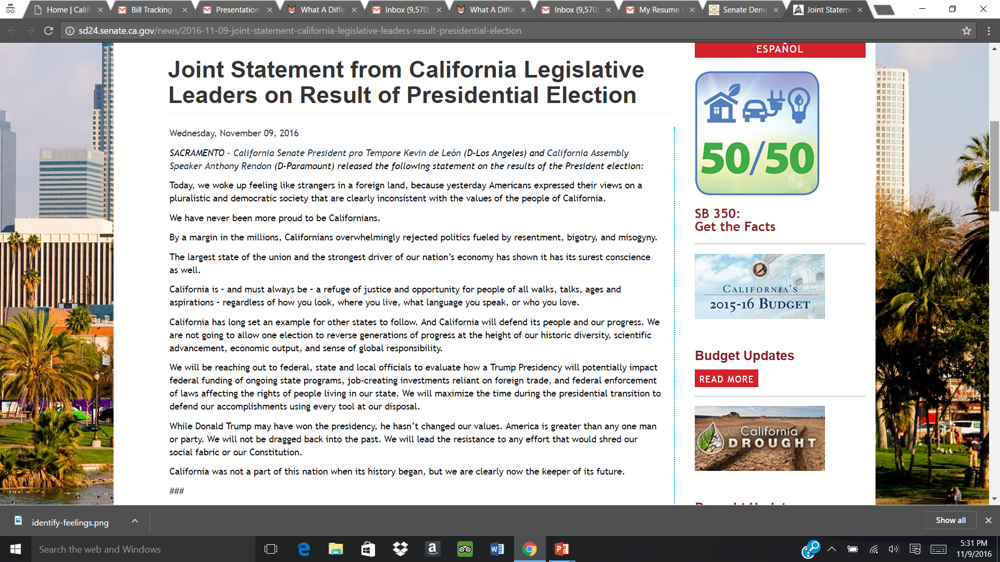 Home | Calif
Bill Tracking -
Presentation
What A Diffe
Inbox (9,570)
What A Diffe
Inbox (9,570)
My Resume f
Senate Demo
Joint Statem
sd24.senate.ca.gov/news/2016-11-09-joint-statement-california-legislative-leaders-result-presidential-election
Joint Statement from California Legislative
Leaders on Result of Presidential Election
Wednesday, November 09, 2016
SACRAMENTO – California Senate President pro Tempore Kevin de León (D-Los Angeles) and California Assembly
Speaker Anthony Rendon (D-Paramount) released the following statement on the results of the President election:
Today, we woke up feeling like strangers in a foreign land, because yesterday Americans expressed their views on a
pluralistic and democratic society that are clearly inconsistent with the values of the people of California.
We have never been more proud to be Californians.
By a margin in the millions, Californians overwhelmingly rejected politics fueled by resentment, bigotry, and misogyny.
The largest state of the union and the strongest driver of our nation’s economy has shown it has its surest conscience
as well.
California is – and must always be – a refuge of justice and opportunity for people of all walks, talks, ages and
aspirations – regardless of how you look, where you live, what language you speak, or who you love.
California has long set an example for other states to follow. And California will defend its people and our progress. We
are not going to allow one election to reverse generations of progress at the height of our historic diversity, scientific
advancement, economic output, and sense of global responsibility.
We will be reaching out to federal, state and local officials to evaluate how a Trump Presidency will potentially impact
federal funding of ongoing state programs, job-creating investments reliant on foreign trade, and federal enforcement
of laws affecting the rights of people living in our state. We will maximize the time during the presidential transition to
defend our accomplishments using every tool at our disposal.
While Donald Trump may have won the presidency, he hasn’t changed our values. America is greater than any one man
or party. We will not be dragged back into the past. We will lead the resistance to any effort that would shred our
social fabric or our Constitution.
California was not a part of this nation when its history began, but we are clearly now the keeper of its future.
###
ESPAÑOL
50/50
SB 350:
Get the Facts
CALIFORNIA'S
2015-16 BUDGET
Budget Updates
READ MORE
California
DROUGHT
identify-feelings.png
Show all
Search the web and Windows
5:31 PM
11/9/2016